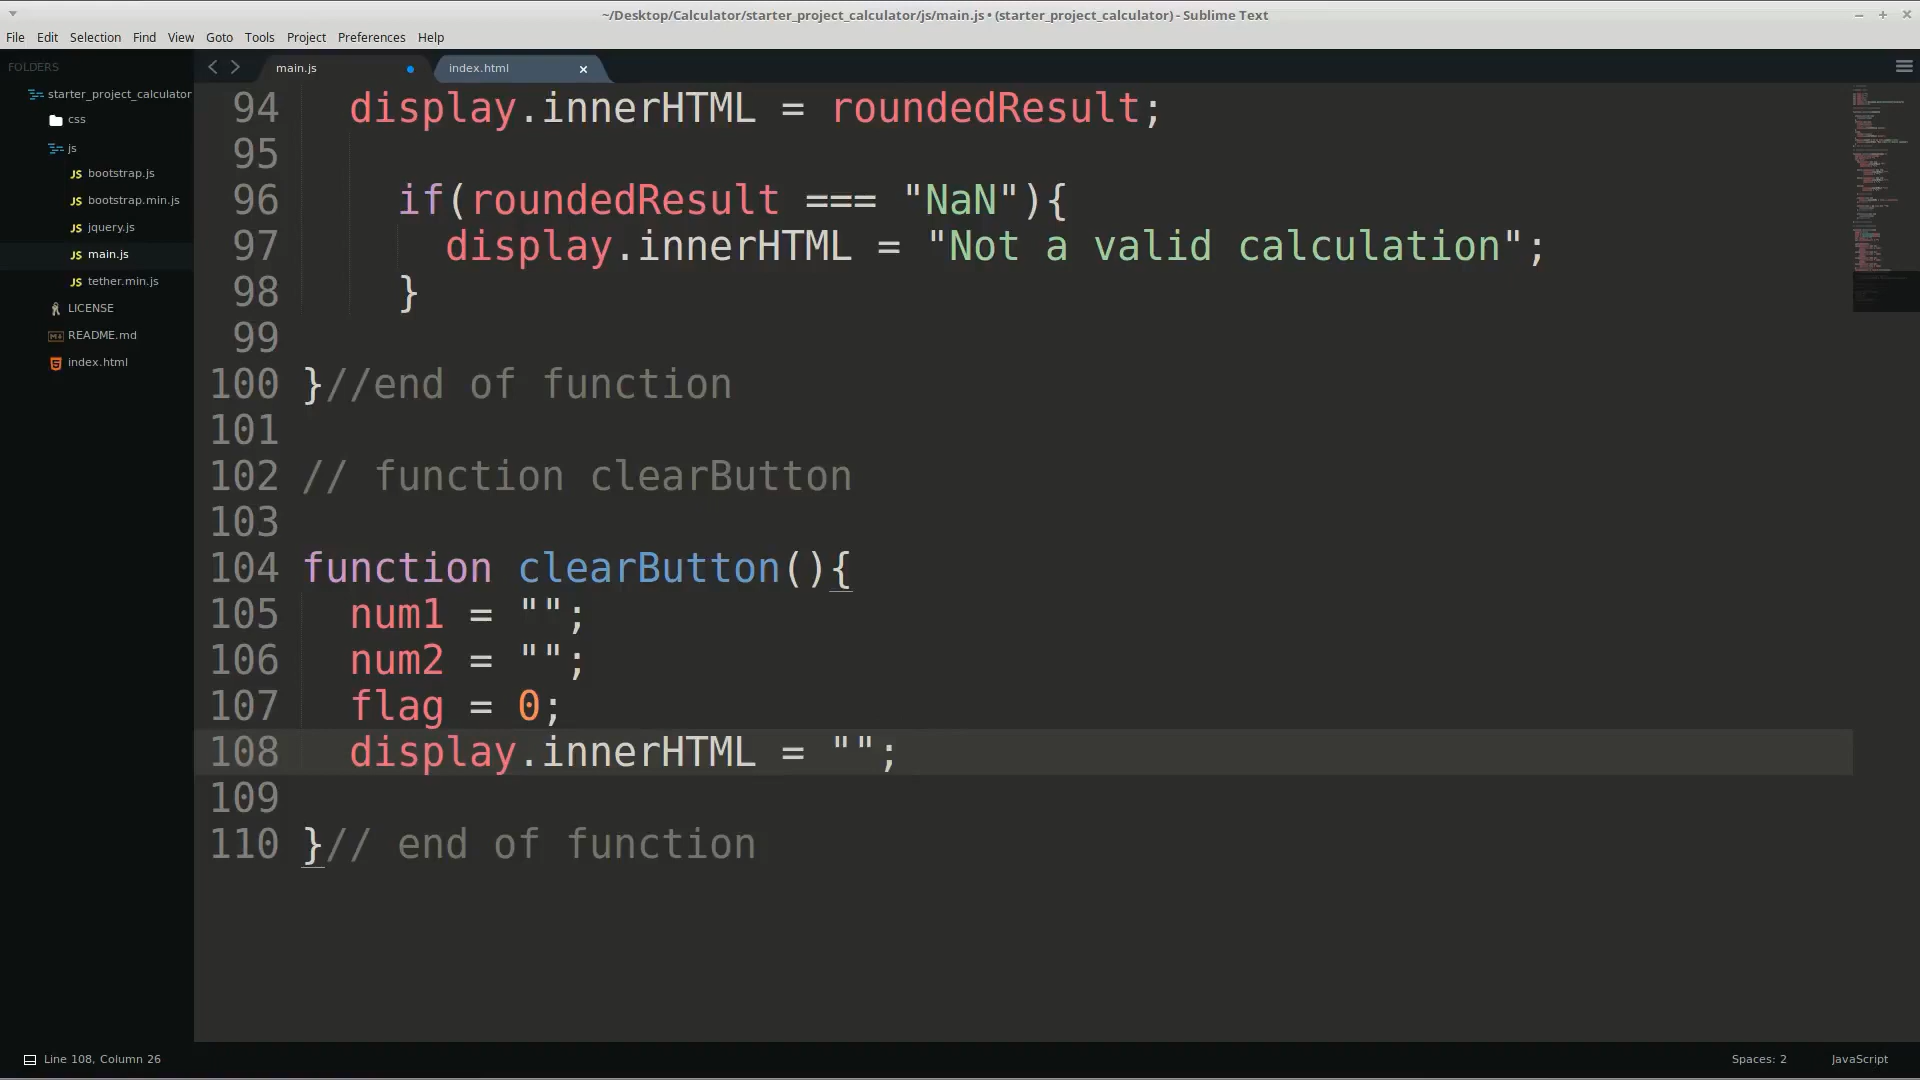 ~/Desktop/Calculator/starter_project_calculator/js/main.js • (starter_project_calculator) - Sublime Text
File Edit Selection Find View Goto Tools Project Preferences Help
FOLDERS
starter_project_calculator
css
js
JS bootstrap.js
JS bootstrap.min.js
JS jquery.js
JS main.js
JS tether.min.js
LICENSE
README.md
index.html
main.js index.html
94 display.innerHTML = roundedResult;
95
96 if(roundedResult === "NaN"){
97 display.innerHTML = "Not a valid calculation";
98 }
99
100 }//end of function
101
102 // function clearButton
103
104 function clearButton(){
105 num1 = "";
106 num2 = "";
107 flag = 0;
108 display.innerHTML = "";
109
110 }// end of function
Line 108, Column 26
Spaces: 2 JavaScript